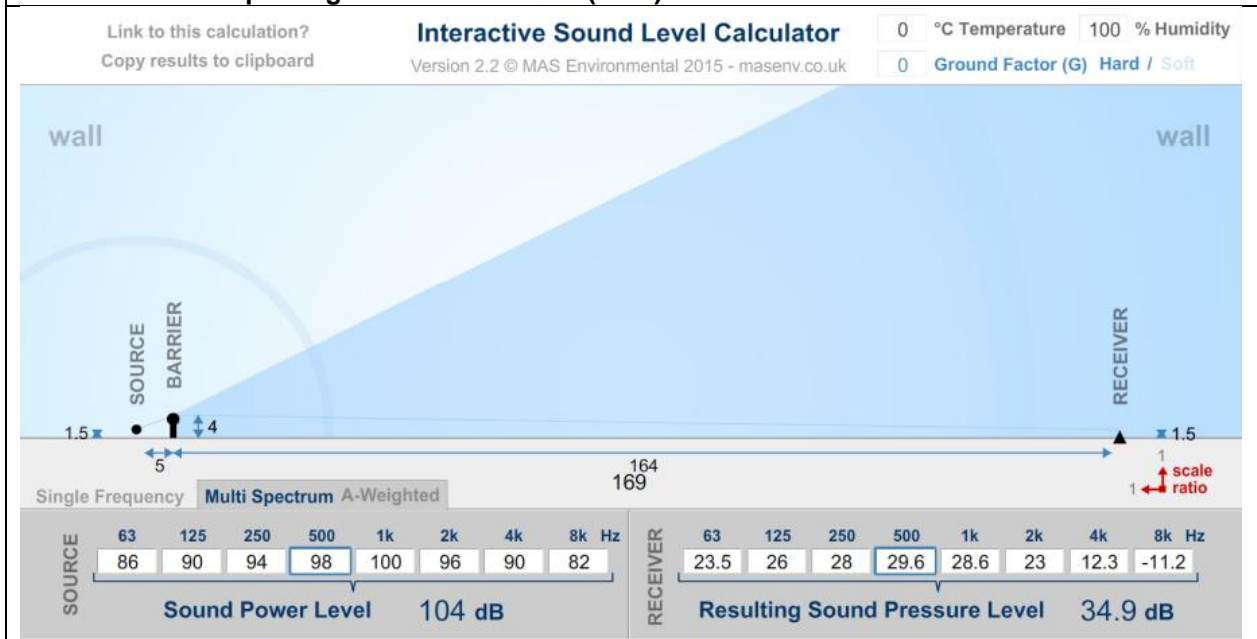 Link to this calculation?
Copy results to clipboard
Interactive Sound Level Calculator
Version 2.2 © MAS Environmental 2015 - masenv.co.uk
0 °C Temperature 100 % Humidity
0 Ground Factor (G) Hard / Soft
wall
wall
SOURCE
BARRIER
RECEIVER
1.5
4
1.5
5
164
169
1
scale
1 ratio
Single Frequency Multi Spectrum A-Weighted
SOURCE
63 125 250 500 1k 2k 4k 8k Hz
86 90 94 98 100 96 90 82
Sound Power Level 104 dB
RECEIVER
63 125 250 500 1k 2k 4k 8k Hz
23.5 26 28 29.6 28.6 23 12.3 -11.2
Resulting Sound Pressure Level 34.9 dB